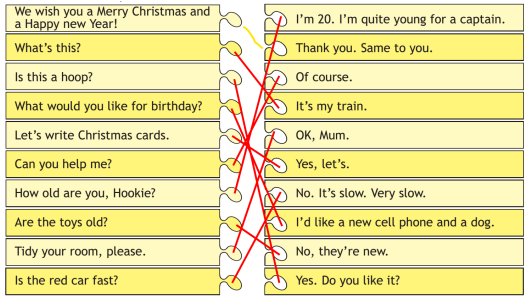 We wish you a Merry Christmas and
a Happy new Year!
I'm 20. I'm quite young for a captain.
What's this?
Thank you. Same to you.
Is this a hoop?
Of course.
What would you like for birthday?
It's my train.
Let's write Christmas cards.
OK, Mum.
Can you help me?
Yes, let's.
How old are you, Hookie?
No. It's slow. Very slow.
Are the toys old?
I'd like a new cell phone and a dog.
Tidy your room, please.
No, they're new.
Is the red car fast?
Yes. Do you like it?